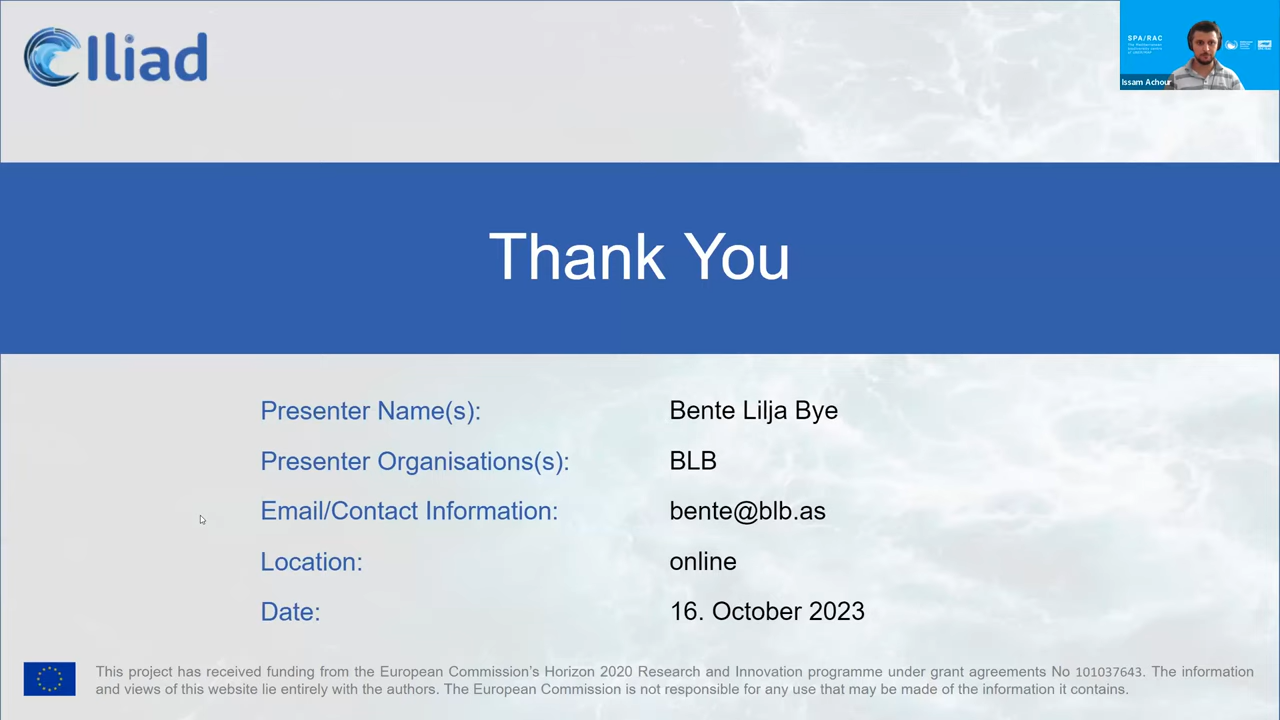 Iliad
SPA/RAC
Issam Achour
Thank You
Presenter Name(s): Bente Lilja Bye
Presenter Organisations(s): BLB
Email/Contact Information: bente@blb.as
Location: online
Date: 16. October 2023
This project has received funding from the European Commission's Horizon 2020 Research and Innovation programme under grant agreements No 101037643. The information
and views of this website lie entirely with the authors. The European Commission is not responsible for any use that may be made of the information it contains.